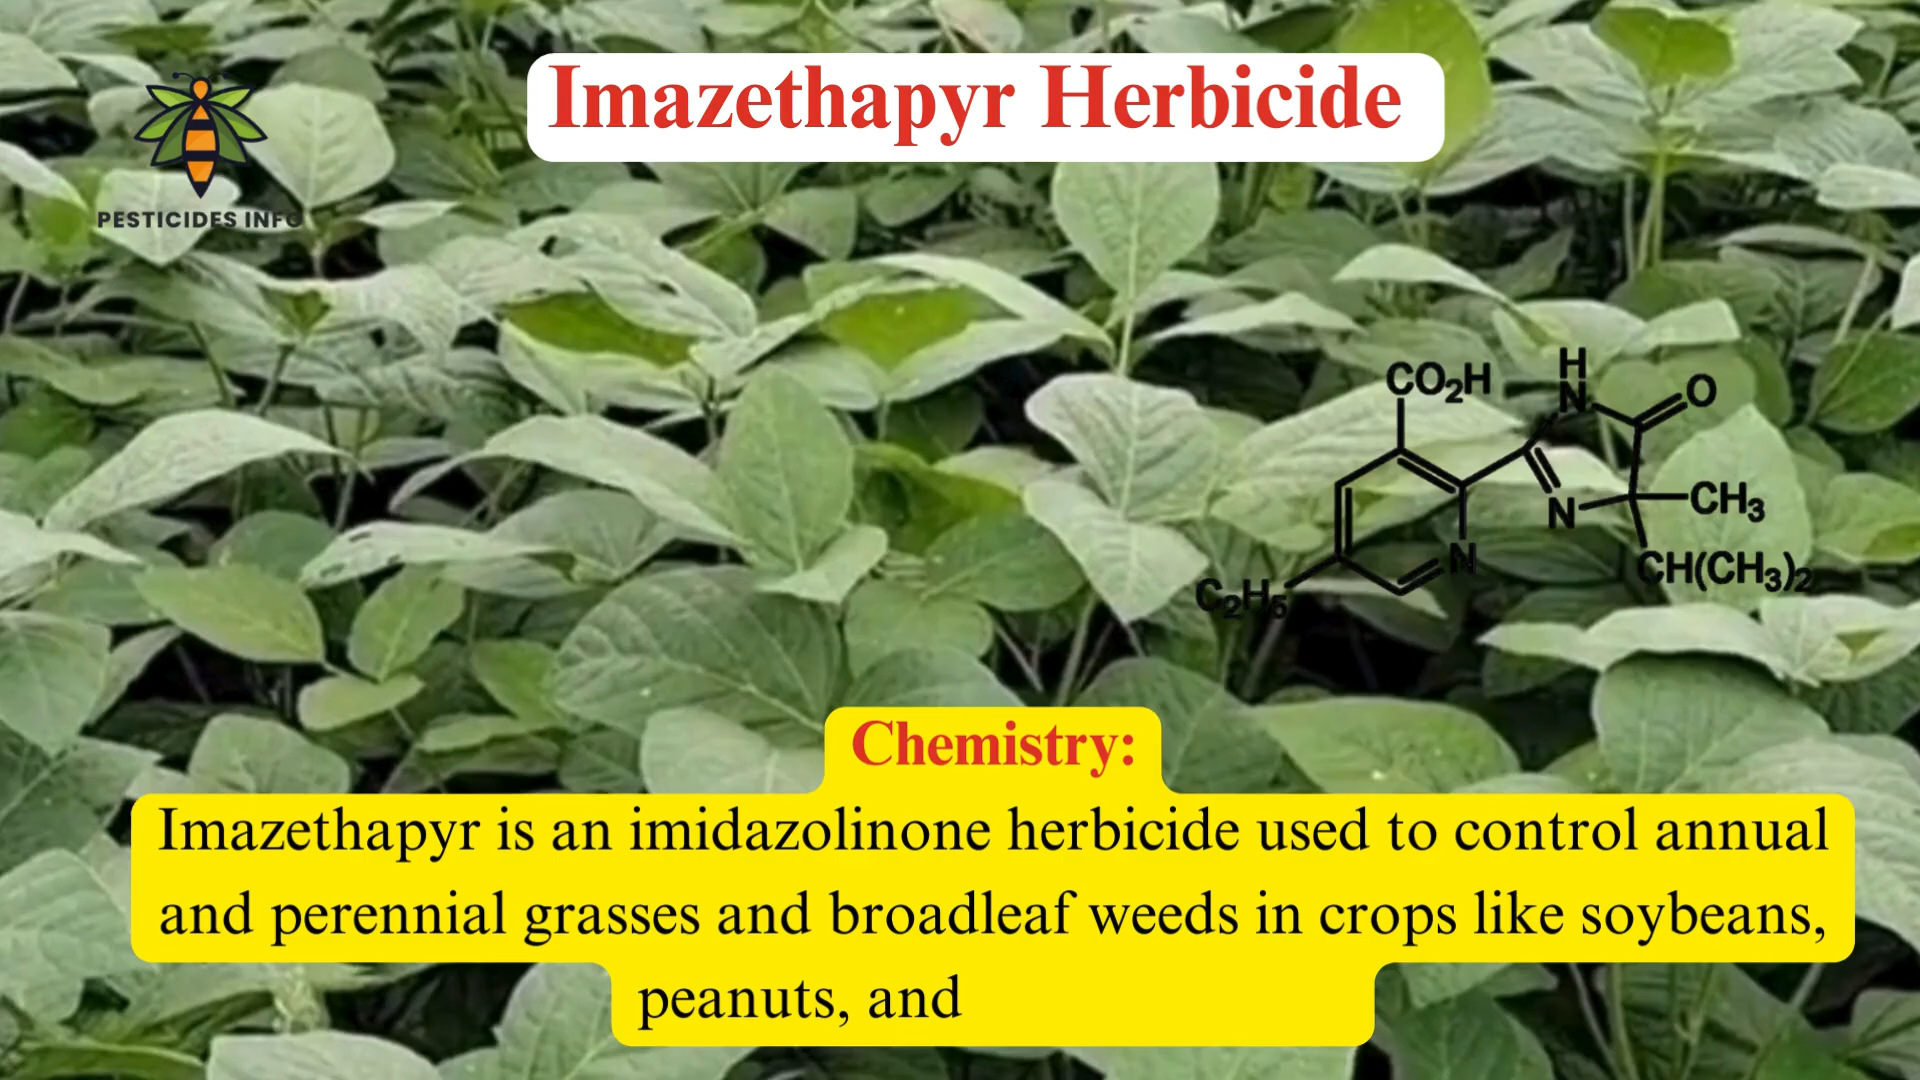 Imazethapyr Herbicide
PESTICIDES INFO
CO₂H
H
N
O
N
CH₃
N
CH(CH₃)₂
C₂H₅
Chemistry:
Imazethapyr is an imidazolinone herbicide used to control annual
and perennial grasses and broadleaf weeds in crops like soybeans,
peanuts, and